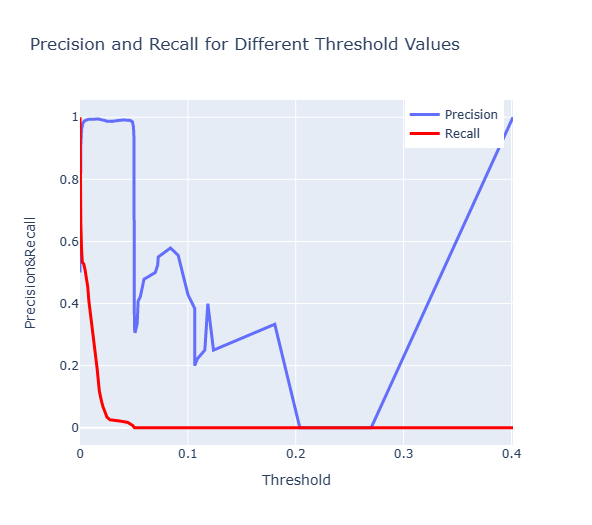 Precision and Recall for Different Threshold Values
Precision
Recall
1
0.8
0.6
0.4
0.2
0
Precision&Recall
0
0.1
0.2
0.3
0.4
Threshold